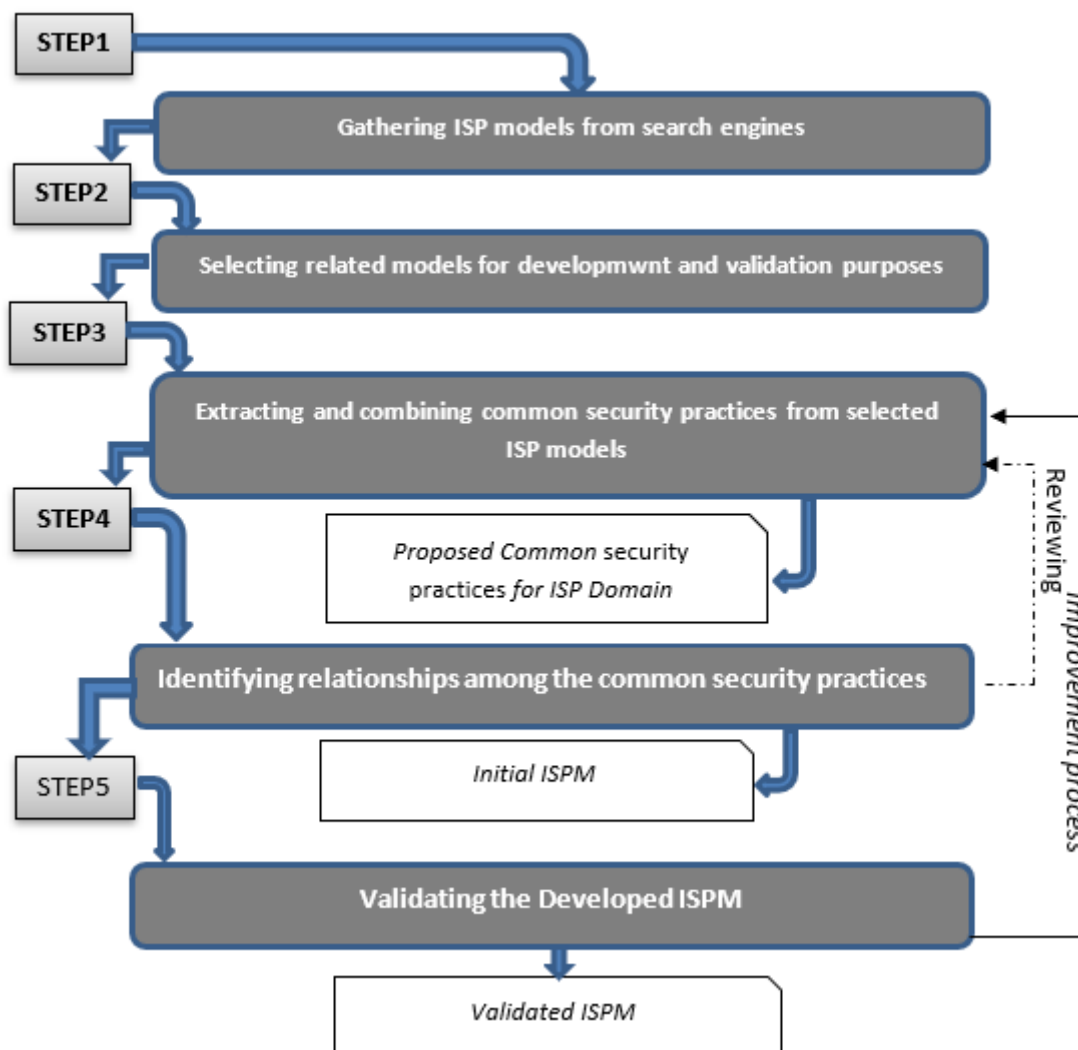 STEP1
Gathering ISP models from search engines
STEP2
Selecting related models for developmwnt and validation purposes
STEP3
Extracting and combining common security practices from selected
ISP models
STEP4
Proposed Common security
practices for ISP Domain
Reviewing
Improvement process
Identifying relationships among the common security practices
Initial ISPM
STEP5
Validating the Developed ISPM
Validated ISPM